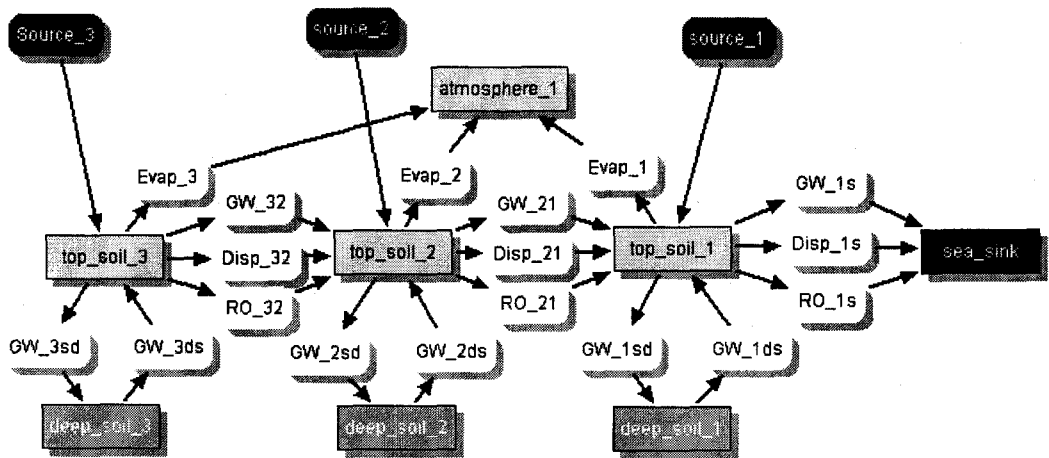 Source_3
source_2
source_1
atmosphere_1
Evap_3
Evap_2
Evap_1
GW_32
GW_21
GW_1s
top_soil_3
Disp_32
top_soil_2
Disp_21
top_soil_1
Disp_1s
sea_sink
RO_32
RO_21
RO_1s
GW_3sd
GW_3ds
GW_2sd
GW_2ds
GW_1sd
GW_1ds
deep_soil_3
deep_soil_2
deep_soil_1